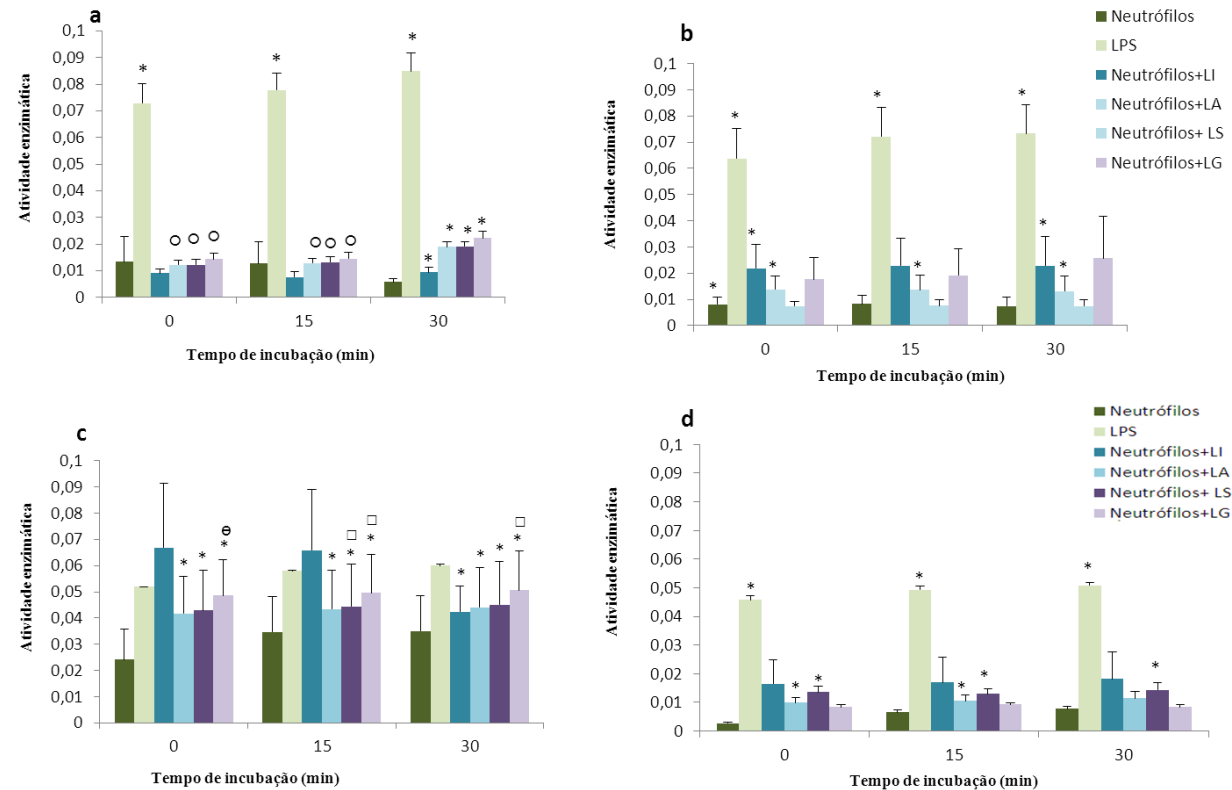 a
Atividade enzimática
0,1
0,09
0,08
0,07
0,06
0,05
0,04
0,03
0,02
0,01
0
* * *
* * * *
0 15 30
Tempo de incubação (min)
b
Neutrófilos
LPS
Neutrófilos+LI
Neutrófilos+LA
Neutrófilos+ LS
Neutrófilos+LG
Atividade enzimática
0,1
0,09
0,08
0,07
0,06
0,05
0,04
0,03
0,02
0,01
0
* * * *
* *
* * *
0 15 30
Tempo de incubação (min)
c
Atividade enzimática
0,1
0,09
0,08
0,07
0,06
0,05
0,04
0,03
0,02
0,01
0
* * *
* * *
* * * *
0 15 30
Tempo de incubação (min)
d
Neutrófilos
LPS
Neutrófilos+LI
Neutrófilos+LA
Neutrófilos+ LS
Neutrófilos+LG
Atividade enzimática
0,1
0,09
0,08
0,07
0,06
0,05
0,04
0,03
0,02
0,01
0
* * *
* * *
* *
0 15 30
Tempo de incubação (min)